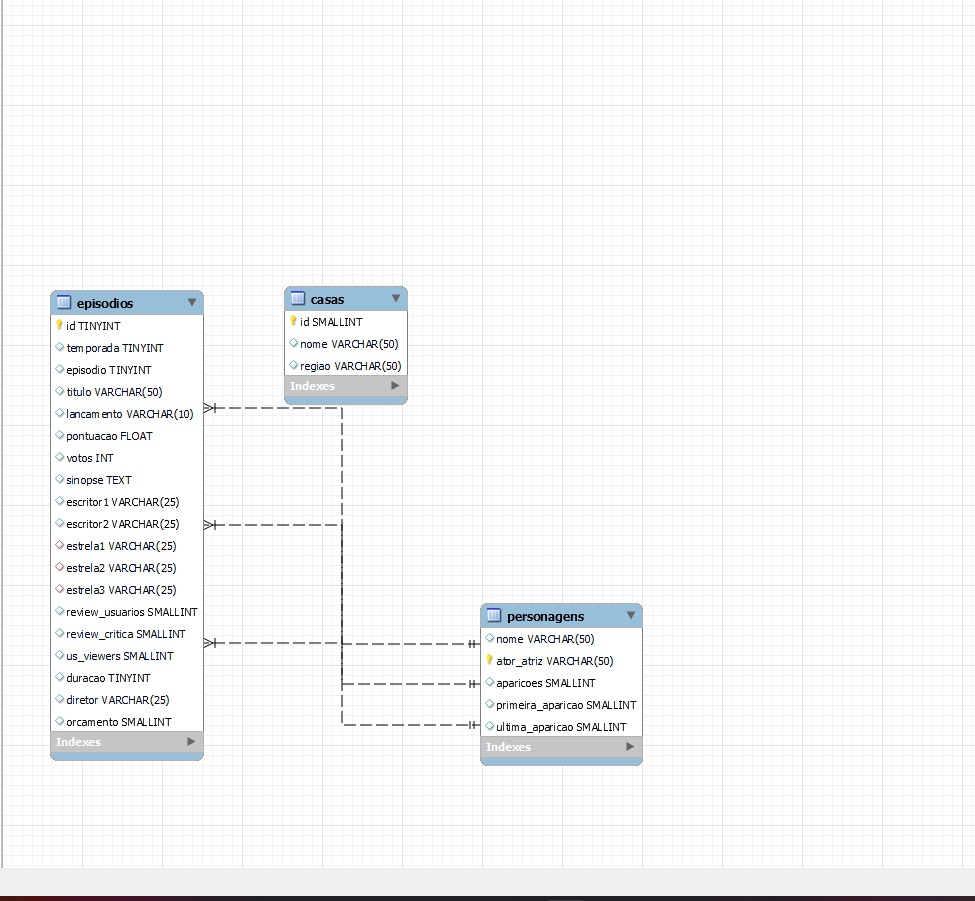 episodios
id TINYINT
temporada TINYINT
episodio TINYINT
titulo VARCHAR(50)
lancamento VARCHAR(10)
pontuacao FLOAT
votos INT
sinopse TEXT
escritor1 VARCHAR(25)
escritor2 VARCHAR(25)
estrela1 VARCHAR(25)
estrela2 VARCHAR(25)
estrela3 VARCHAR(25)
review_usuarios SMALLINT
review_critica SMALLINT
us_viewers SMALLINT
duracao TINYINT
diretor VARCHAR(25)
orcamento SMALLINT
Indexes
casas
id SMALLINT
nome VARCHAR(50)
regiao VARCHAR(50)
Indexes
personagens
nome VARCHAR(50)
ator_atriz VARCHAR(50)
aparicoes SMALLINT
primeira_aparicao SMALLINT
ultima_aparicao SMALLINT
Indexes